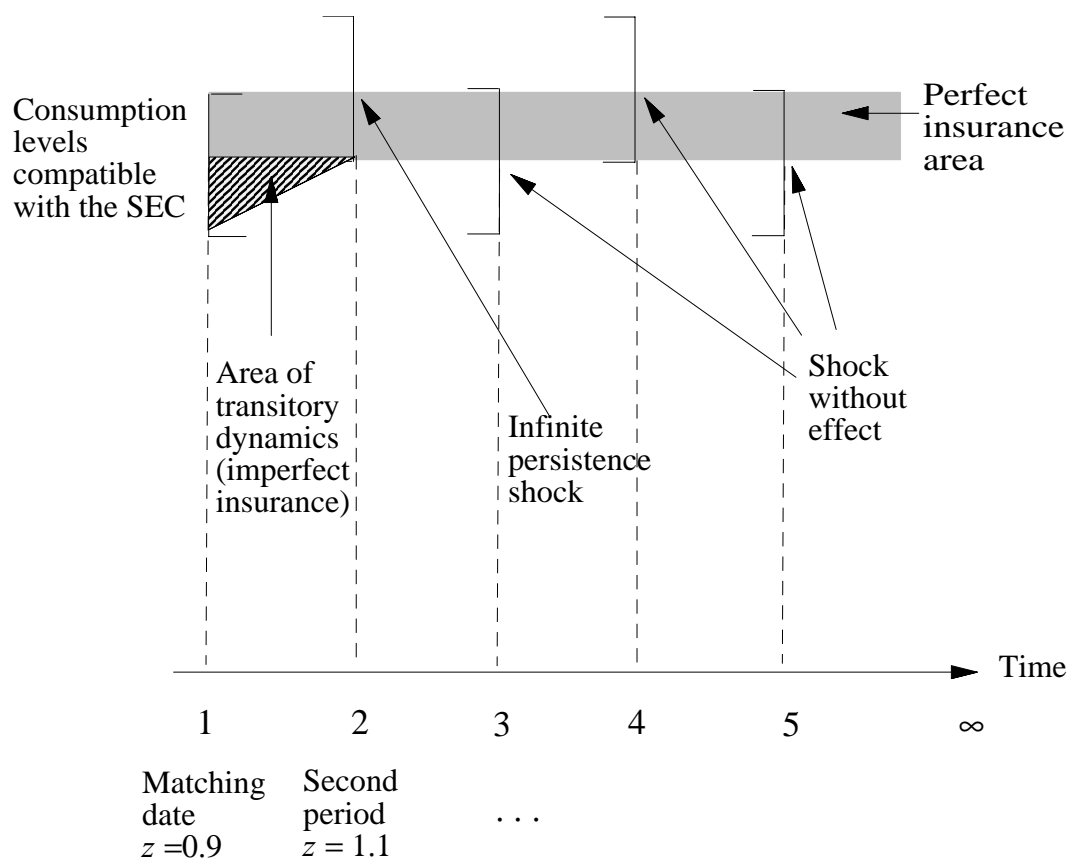 Consumption
levels
compatible
with the SEC
Perfect
insurance
area
Area of
transitory
dynamics
(imperfect
insurance)
Infinite
persistence
shock
Shock
without
effect
Time
1 2 3 4 5 ∞
Matching
date
z =0.9
Second
period
z = 1.1
. . .